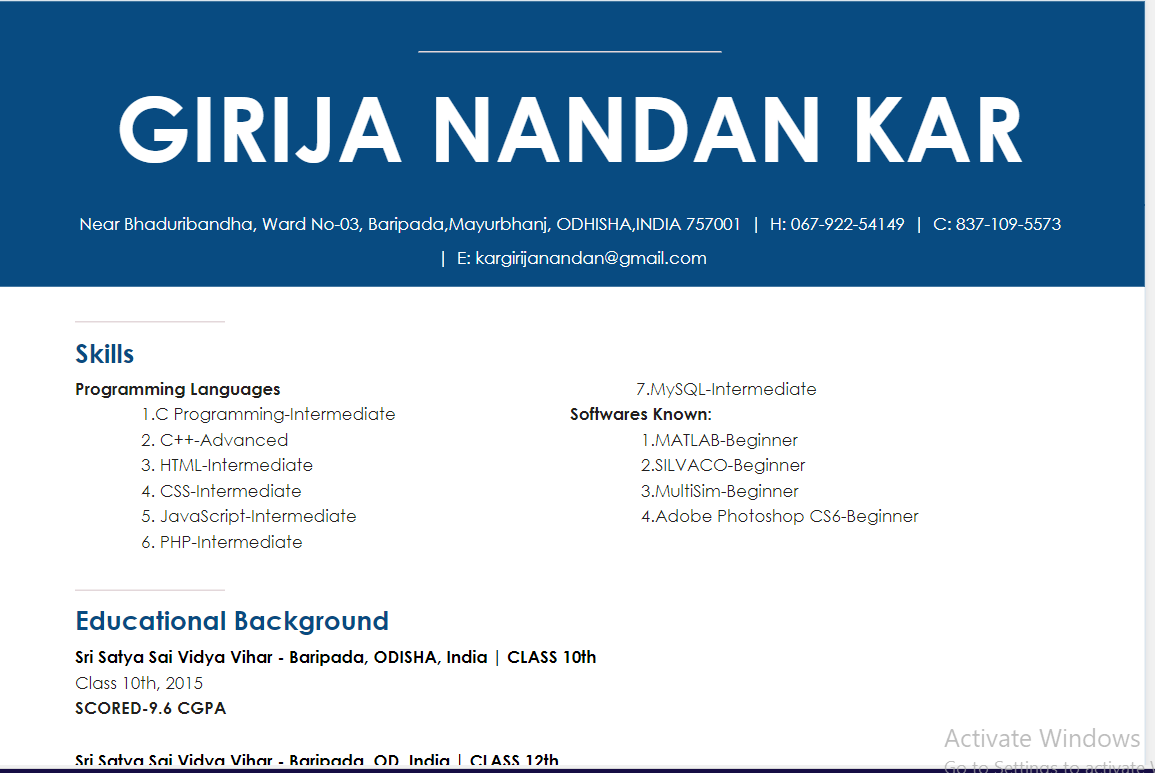 GIRIJA NANDAN KAR
Near Bhaduribandha, Ward No-03, Baripada,Mayurbhanj, ODHISHA,INDIA 757001 | H: 067-922-54149 | C: 837-109-5573
| E: kargirijanandan@gmail.com
Skills
Programming Languages
1.C Programming-Intermediate
2. C++-Advanced
3. HTML-Intermediate
4. CSS-Intermediate
5. JavaScript-Intermediate
6. PHP-Intermediate
7.MySQL-Intermediate
Softwares Known:
1.MATLAB-Beginner
2.SILVACO-Beginner
3.MultiSim-Beginner
4.Adobe Photoshop CS6-Beginner
Educational Background
Sri Satya Sai Vidya Vihar - Baripada, ODISHA, India | CLASS 10th
Class 10th, 2015
SCORED-9.6 CGPA
Sri Satya Sai Vidya Vihar - Baripada, OD, India | CLASS 12th
Activate Windows
Go to Settings to activate